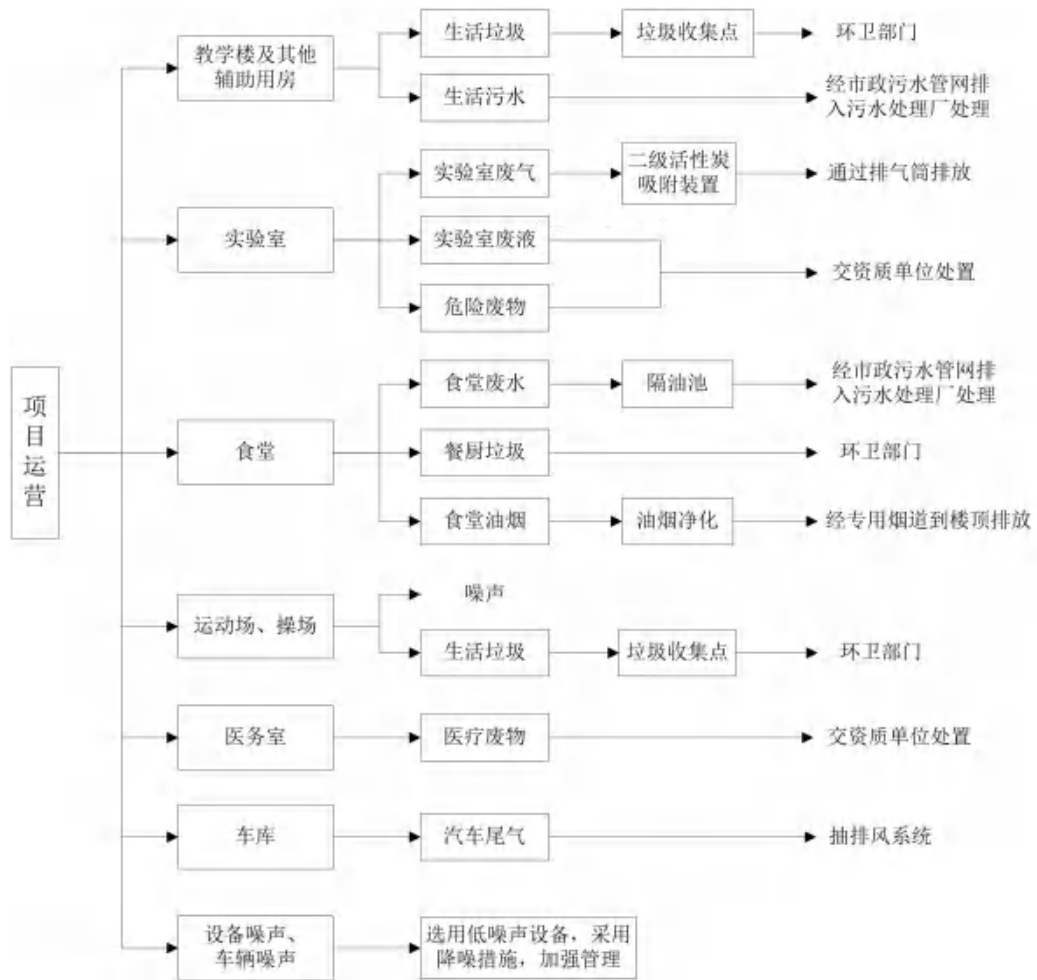 项目运营
教学楼及其他
辅助用房
生活垃圾
垃圾收集点
环卫部门
生活污水
经市政污水管网排
入污水处理厂处理
实验室
实验室废气
二级活性炭
吸附装置
通过排气筒排放
实验室废液
危险废物
交资质单位处置
食堂
食堂废水
隔油池
经市政污水管网排
入污水处理厂处理
餐厨垃圾
环卫部门
食堂油烟
油烟净化
经专用烟道到楼顶排放
运动场、操场
噪声
生活垃圾
垃圾收集点
环卫部门
医务室
医疗废物
交资质单位处置
车库
汽车尾气
抽排风系统
设备噪声、
车辆噪声
选用低噪声设备，采用
降噪措施，加强管理